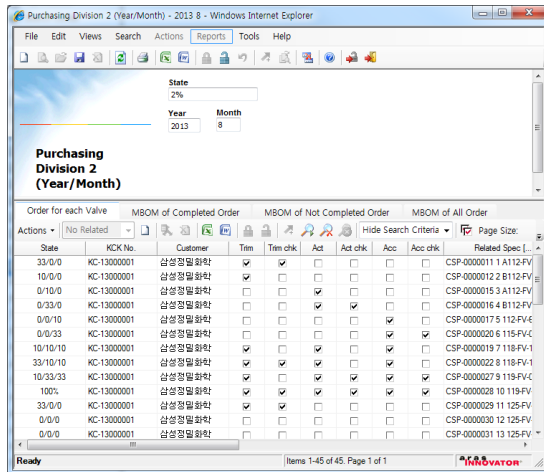 Purchasing Division 2 (Year/Month) - 2013 8 - Windows Internet Explorer
File Edit Views Search Actions Reports Tools Help
State
2%
Year Month
2013 8
Purchasing
Division 2
(Year/Month)
Order for each Valve MBOM of Completed Order MBOM of Not Completed Order MBOM of All Order
Actions No Related Hide Search Criteria Page Size:
State KCK No. Customer Trim Trim chk Act Act chk Acc Acc chk Related Spec [...
33/0/0 KC-13000001 삼성정밀화학 CSP-0000011 1 A112-FV
10/0/0 KC-13000001 삼성정밀화학 CSP-0000012 2 B112-FV
0/10/0 KC-13000001 삼성정밀화학 CSP-0000015 3 A112-FV
0/33/0 KC-13000001 삼성정밀화학 CSP-0000016 4 B112-FV
0/0/10 KC-13000001 삼성정밀화학 CSP-0000017 5 112-FV-6
0/0/33 KC-13000001 삼성정밀화학 CSP-0000020 6 115-FV-0
10/10/10 KC-13000001 삼성정밀화학 CSP-0000019 7 118-FV-1
33/10/10 KC-13000001 삼성정밀화학 CSP-0000022 8 118-FV-1
10/33/33 KC-13000001 삼성정밀화학 CSP-0000027 9 119-FV-0
100% KC-13000001 삼성정밀화학 CSP-0000028 10 119-FV
33/0/0 KC-13000001 삼성정밀화학 CSP-0000029 11 125-FV
0/0/0 KC-13000001 삼성정밀화학 CSP-0000030 12 125-FV
0/0/0 KC-13000001 삼성정밀화학 CSP-0000031 13 125-FV
Ready Items 1-45 of 45. Page 1 of 1 aras INNOVATOR